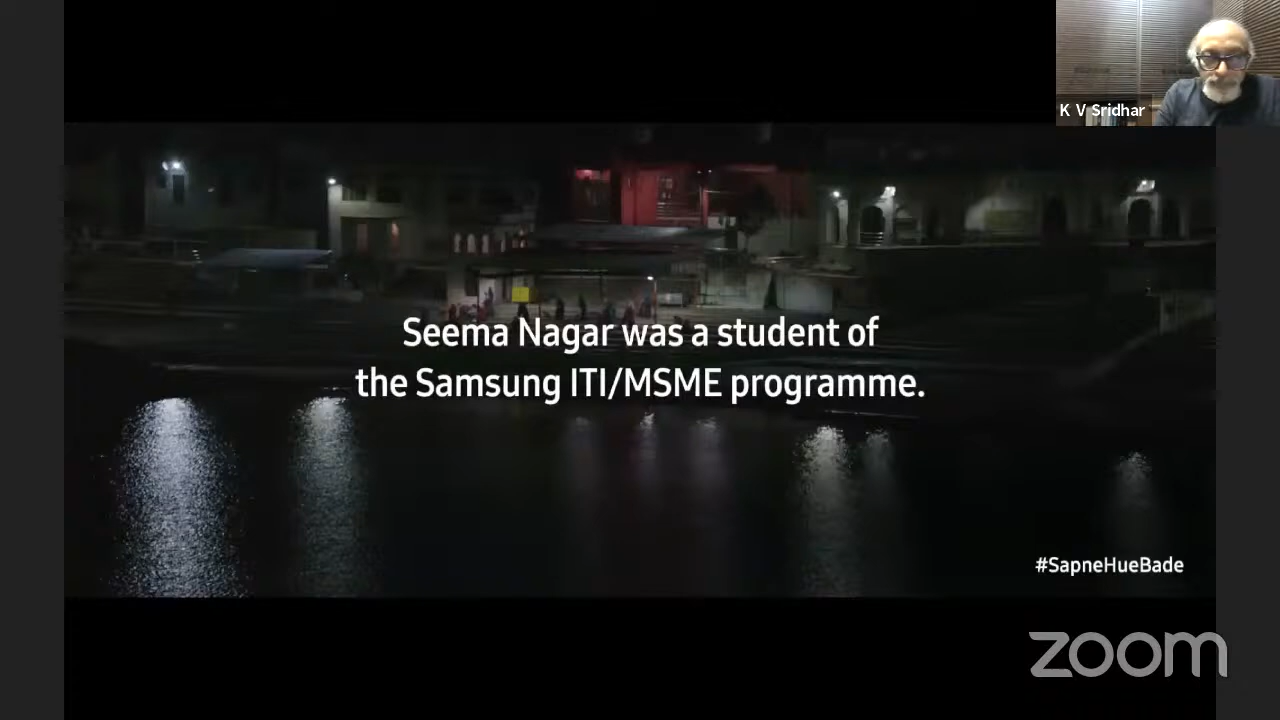 K V Sridhar
Seema Nagar was a student of
the Samsung ITI/MSME programme.
#SapneHueBade
zoom